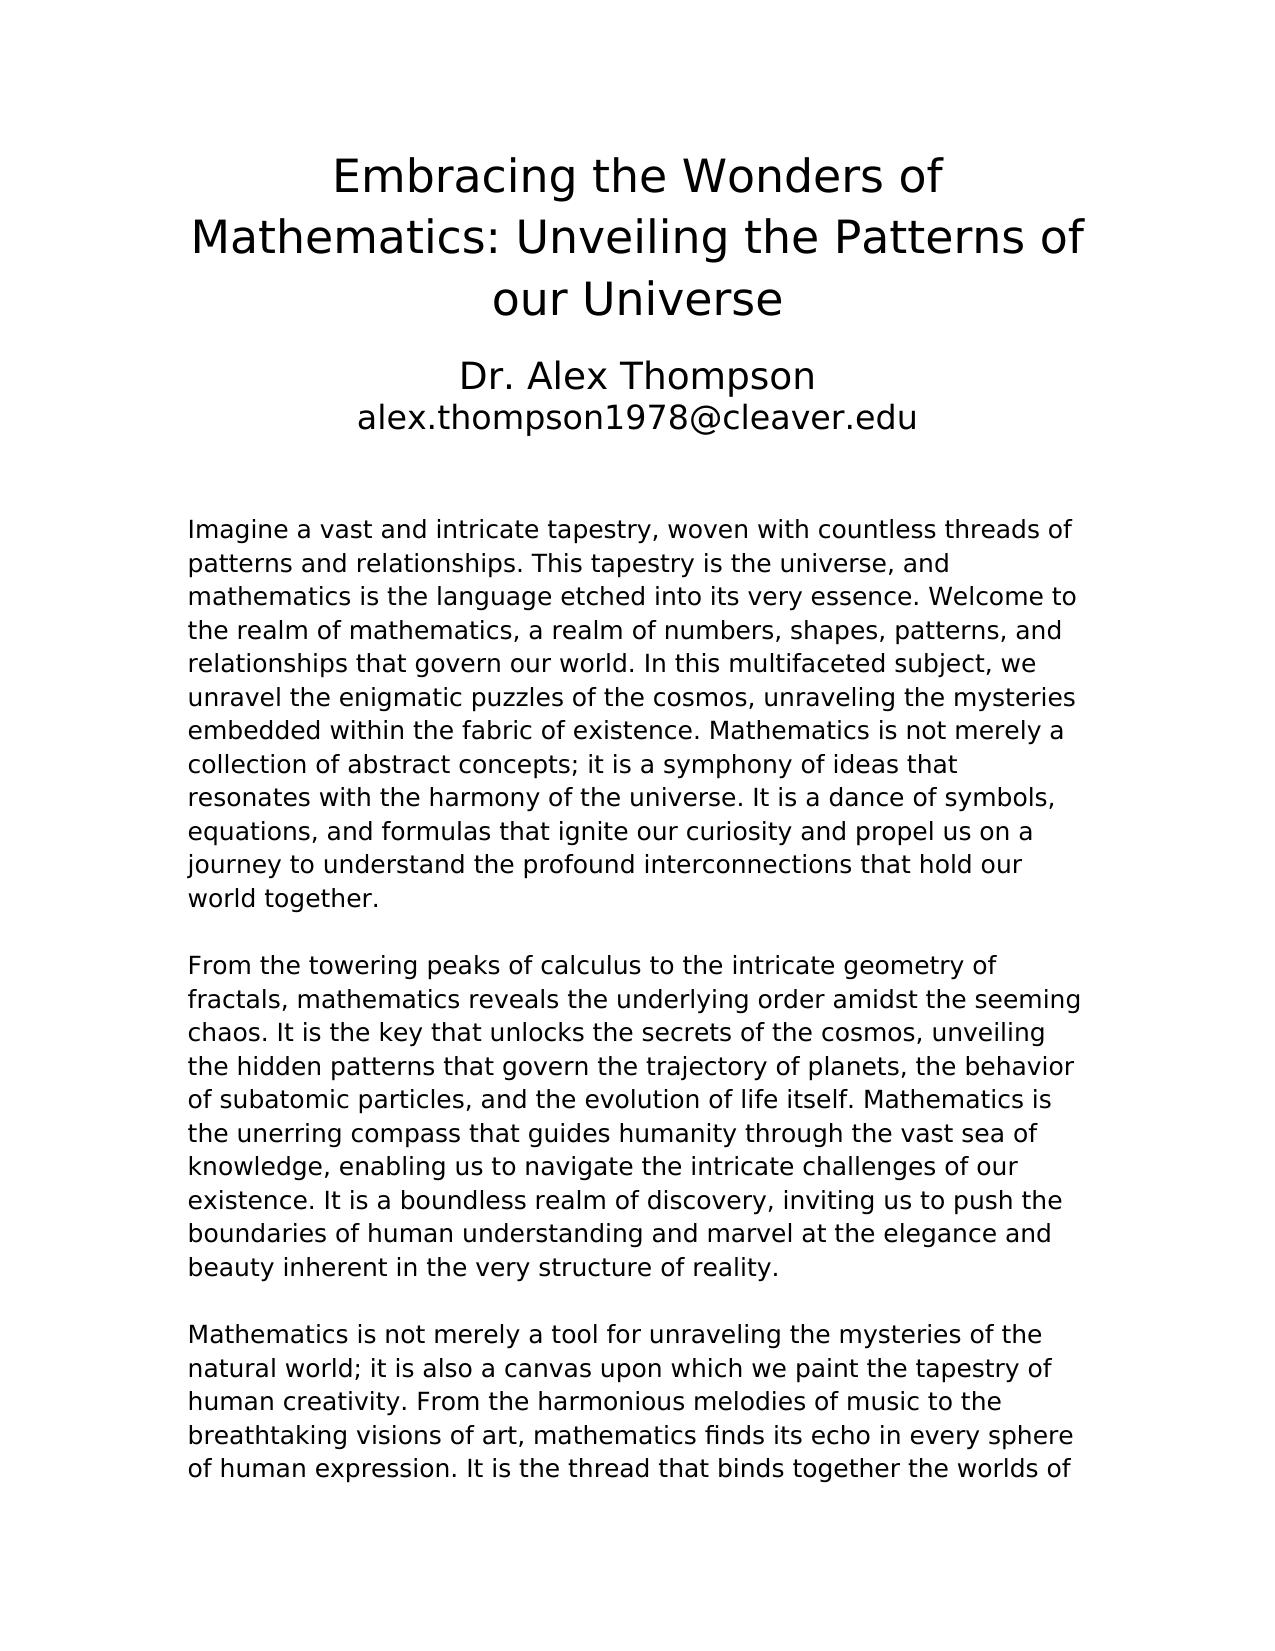 Embracing the Wonders of
Mathematics: Unveiling the Patterns of
our Universe
Dr. Alex Thompson
alex.thompson1978@cleaver.edu
Imagine a vast and intricate tapestry, woven with countless threads of
patterns and relationships. This tapestry is the universe, and
mathematics is the language etched into its very essence. Welcome to
the realm of mathematics, a realm of numbers, shapes, patterns, and
relationships that govern our world. In this multifaceted subject, we
unravel the enigmatic puzzles of the cosmos, unraveling the mysteries
embedded within the fabric of existence. Mathematics is not merely a
collection of abstract concepts; it is a symphony of ideas that
resonates with the harmony of the universe. It is a dance of symbols,
equations, and formulas that ignite our curiosity and propel us on a
journey to understand the profound interconnections that hold our
world together.
From the towering peaks of calculus to the intricate geometry of
fractals, mathematics reveals the underlying order amidst the seeming
chaos. It is the key that unlocks the secrets of the cosmos, unveiling
the hidden patterns that govern the trajectory of planets, the behavior
of subatomic particles, and the evolution of life itself. Mathematics is
the unerring compass that guides humanity through the vast sea of
knowledge, enabling us to navigate the intricate challenges of our
existence. It is a boundless realm of discovery, inviting us to push the
boundaries of human understanding and marvel at the elegance and
beauty inherent in the very structure of reality.
Mathematics is not merely a tool for unraveling the mysteries of the
natural world; it is also a canvas upon which we paint the tapestry of
human creativity. From the harmonious melodies of music to the
breathtaking visions of art, mathematics finds its echo in every sphere
of human expression. It is the thread that binds together the worlds of